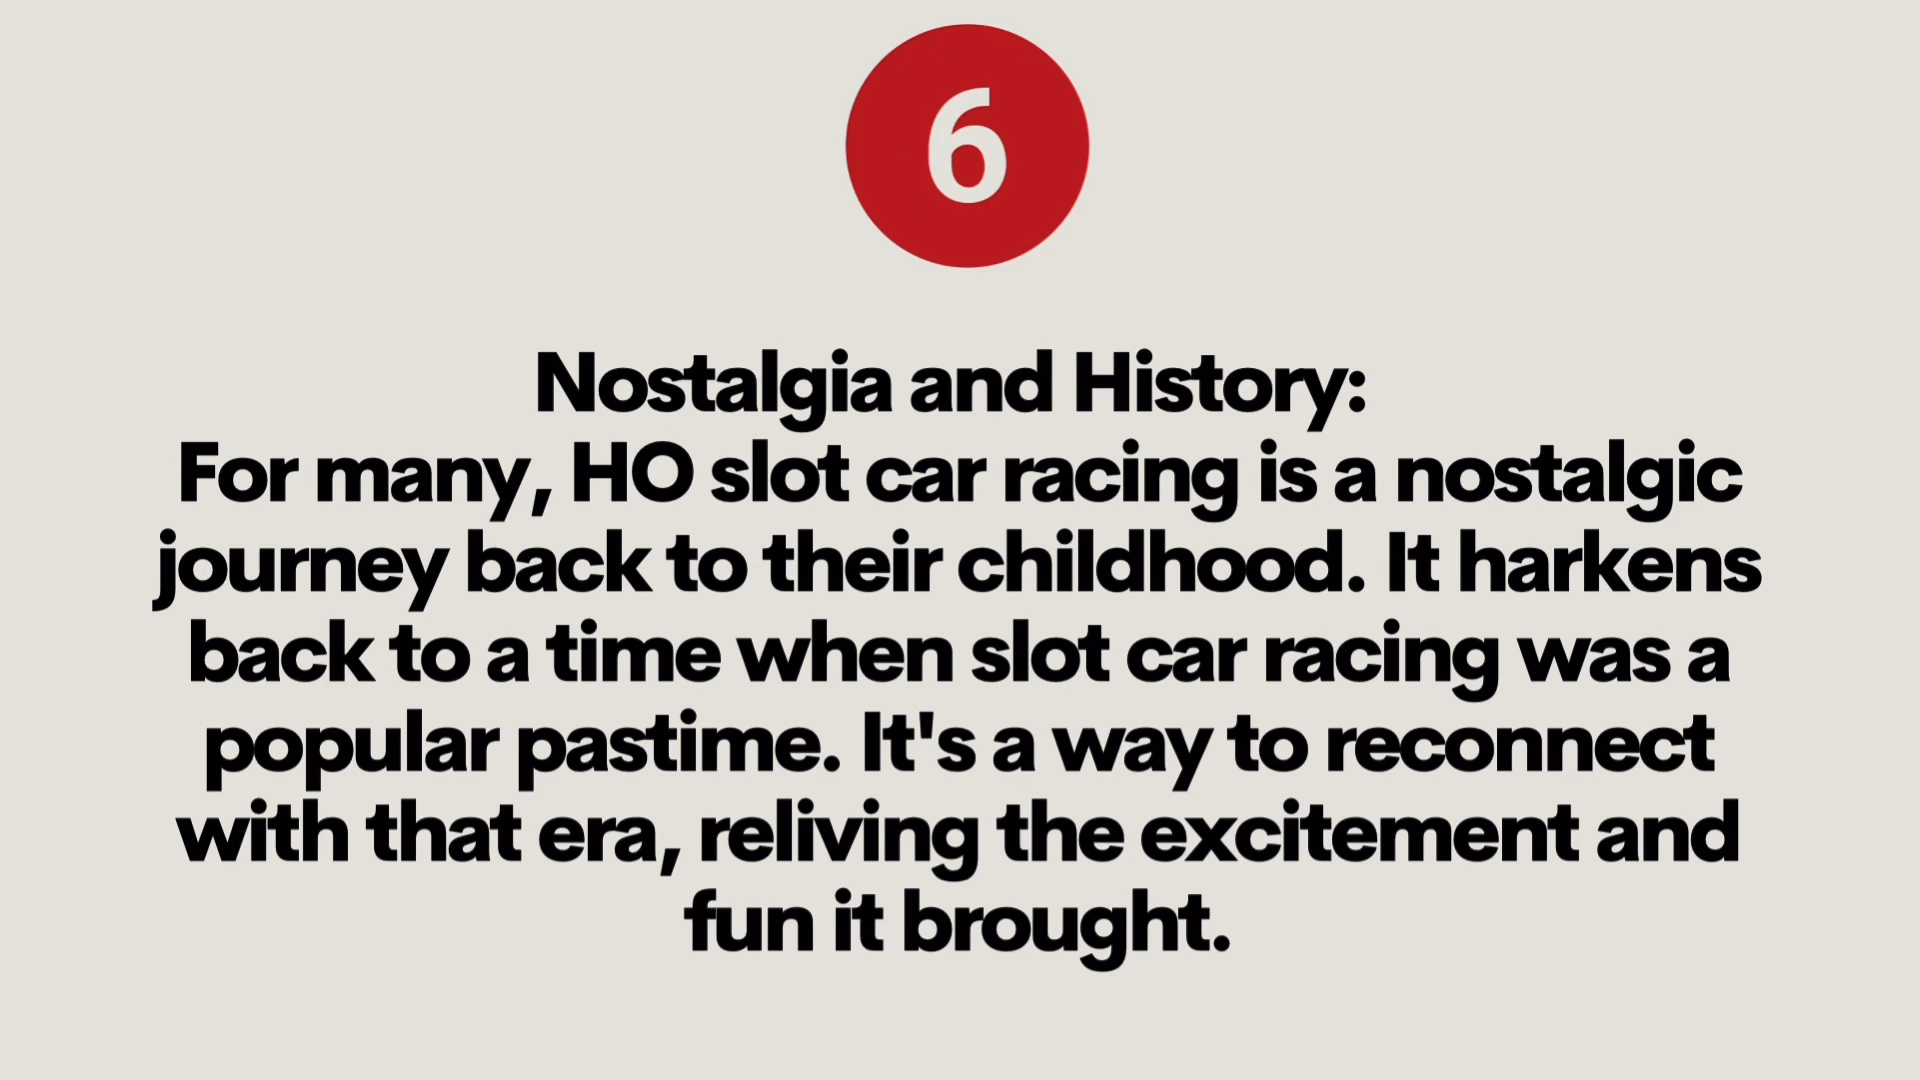 6
Nostalgia and History:
For many, HO slot car racing is a nostalgic
journey back to their childhood. It harkens
back to a time when slot car racing was a
popular pastime. It's a way to reconnect
with that era, reliving the excitement and
fun it brought.